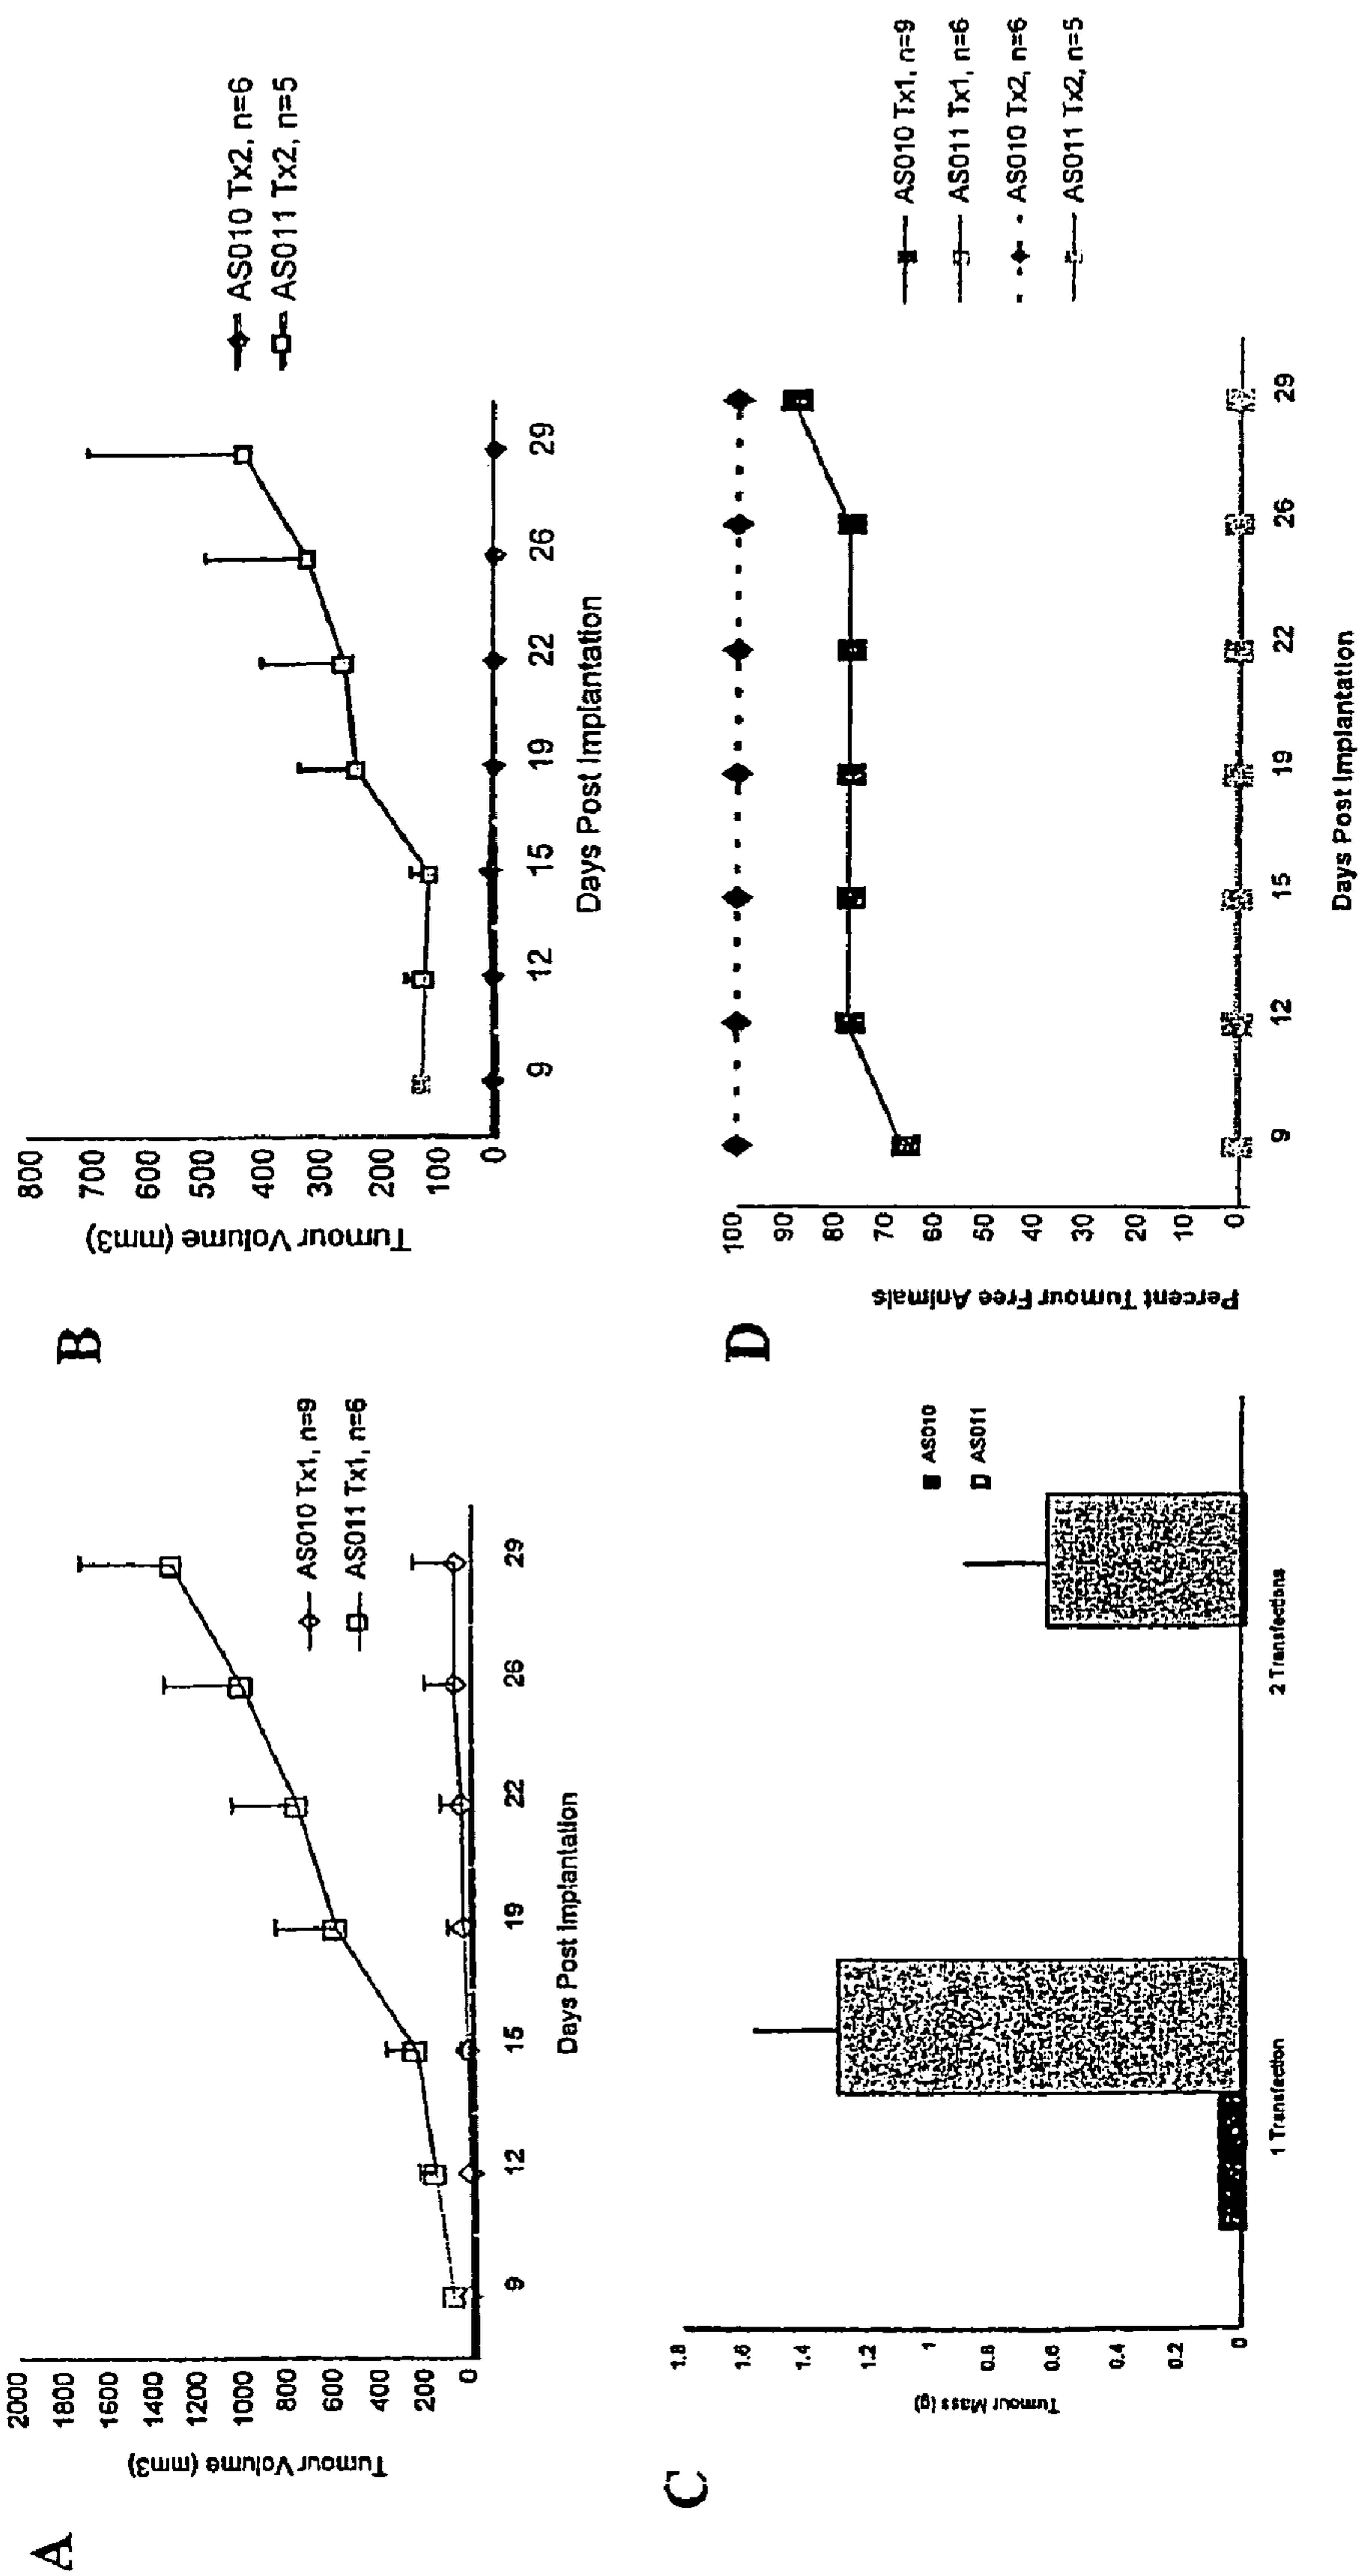 A
Tumour Volume (mm3)
2000
1800
1600
1400
1200
1000
800
600
400
200
0
9
12
15
19
22
26
29
Days Post Implantation
AS010 Tx1, n=9
AS011 Tx1, n=6
B
Tumour Volume (mm3)
800
700
600
500
400
300
200
100
0
9
12
15
19
22
26
29
Days Post Implantation
AS010 Tx2, n=6
AS011 Tx2, n=5
C
Tumour Mass (g)
1.8
1.6
1.4
1.2
1
0.8
0.6
0.4
0.2
0
1 Transfection
2 Transfections
AS010
AS011
D
Percent Tumour Free Animals
100
90
80
70
60
50
40
30
20
10
0
9
12
15
19
22
26
29
Days Post Implantation
AS010 Tx1, n=9
AS011 Tx1, n=6
AS010 Tx2, n=6
AS011 Tx2, n=5